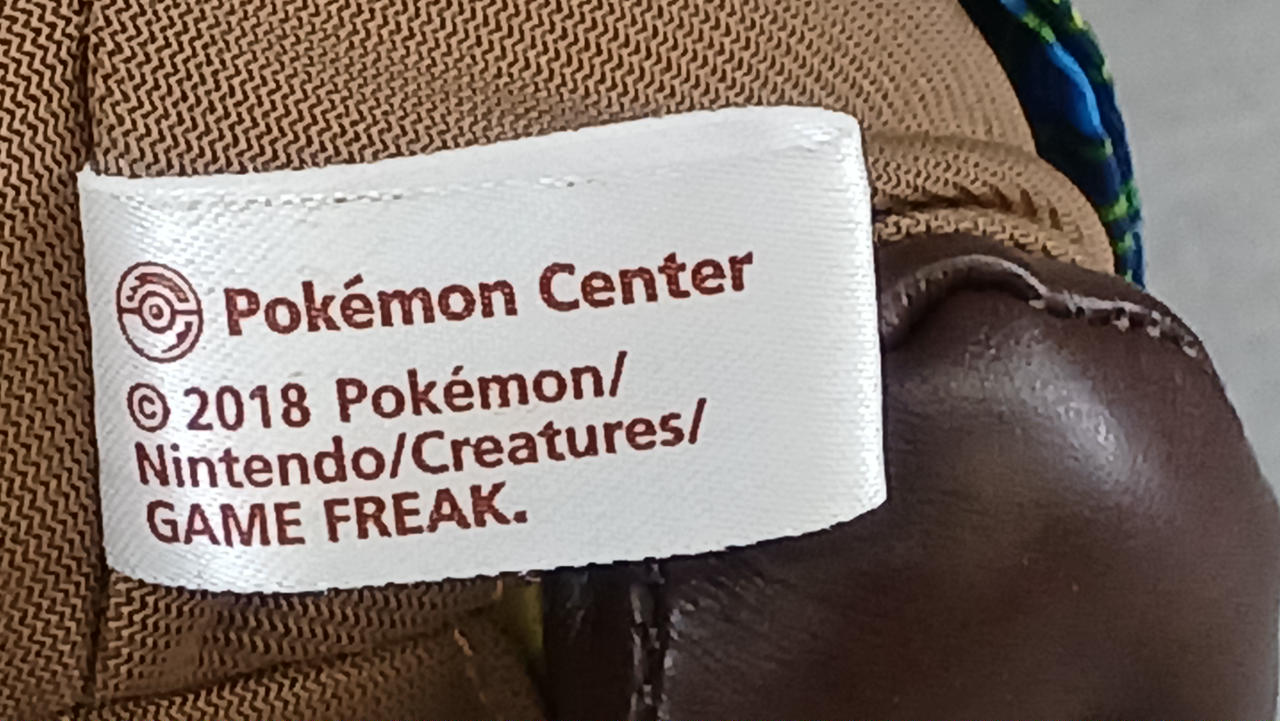 Pokémon Center
© 2018 Pokémon/
Nintendo/Creatures/
GAME FREAK.